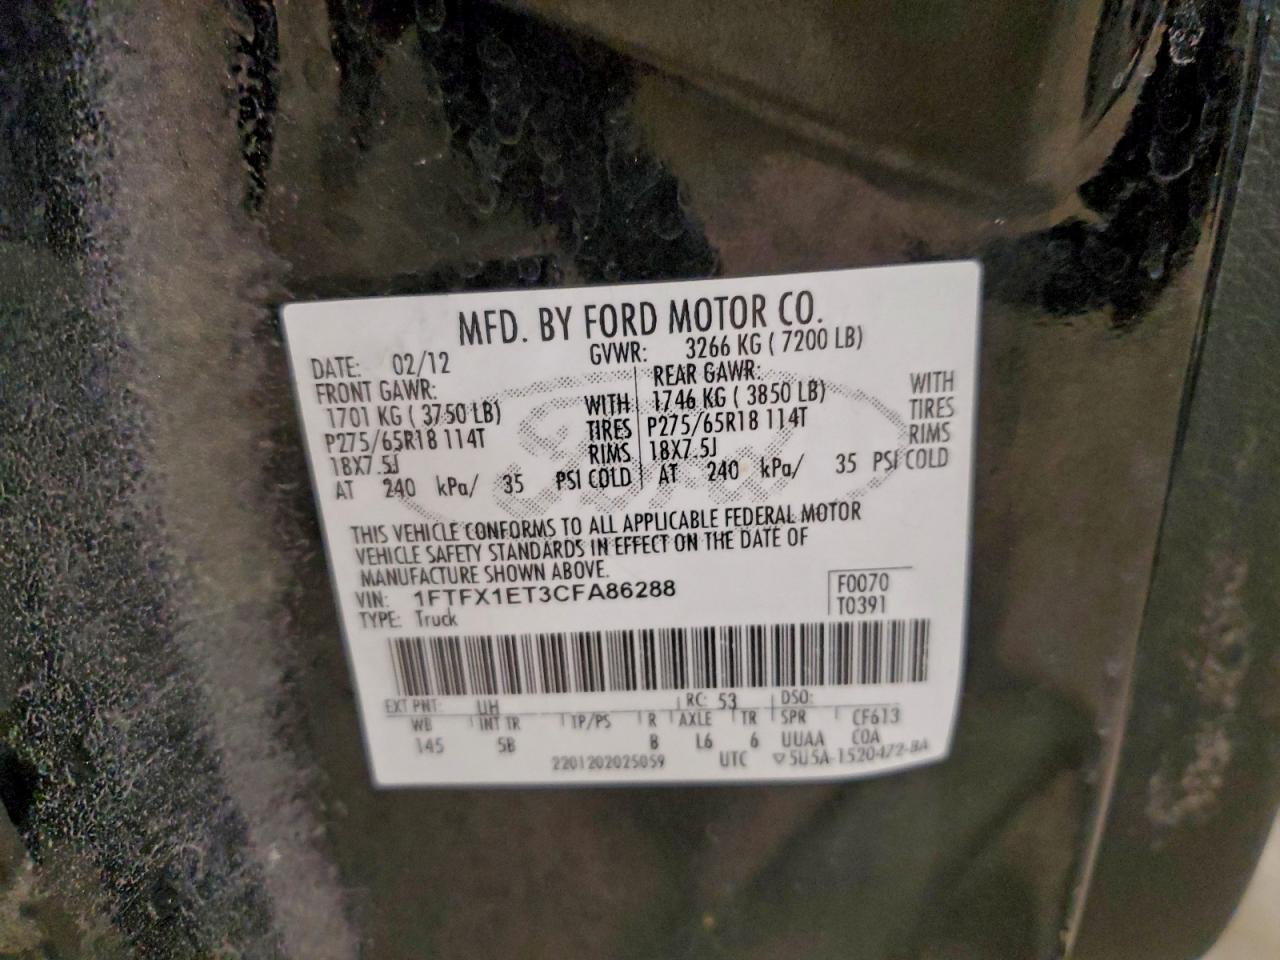 MFD. BY FORD MOTOR CO.
DATE: 02/12 GVWR: 3266 KG ( 7200 LB)
FRONT GAWR: REAR GAWR:
1701 KG ( 3750 LB) WITH 1746 KG ( 3850 LB) WITH
P275/65R18 114T TIRES P275/65R18 114T TIRES
18X7.5J RIMS 18X7.5J RIMS
AT 240 kPa/ 35 PSI COLD AT 240 kPa/ 35 PSI COLD
THIS VEHICLE CONFORMS TO ALL APPLICABLE FEDERAL MOTOR
VEHICLE SAFETY STANDARDS IN EFFECT ON THE DATE OF
MANUFACTURE SHOWN ABOVE.
VIN: 1FTFX1ET3CFA86288 F0070
TYPE: Truck T0391
EXT PNT: UH RC: 53 DSO:
WB INT TR TP/PS R AXLE TR SPR CF613
145 5B B L6 6 UUAA COA
2201202025059 UTC ▽5U5A-1520472-BA